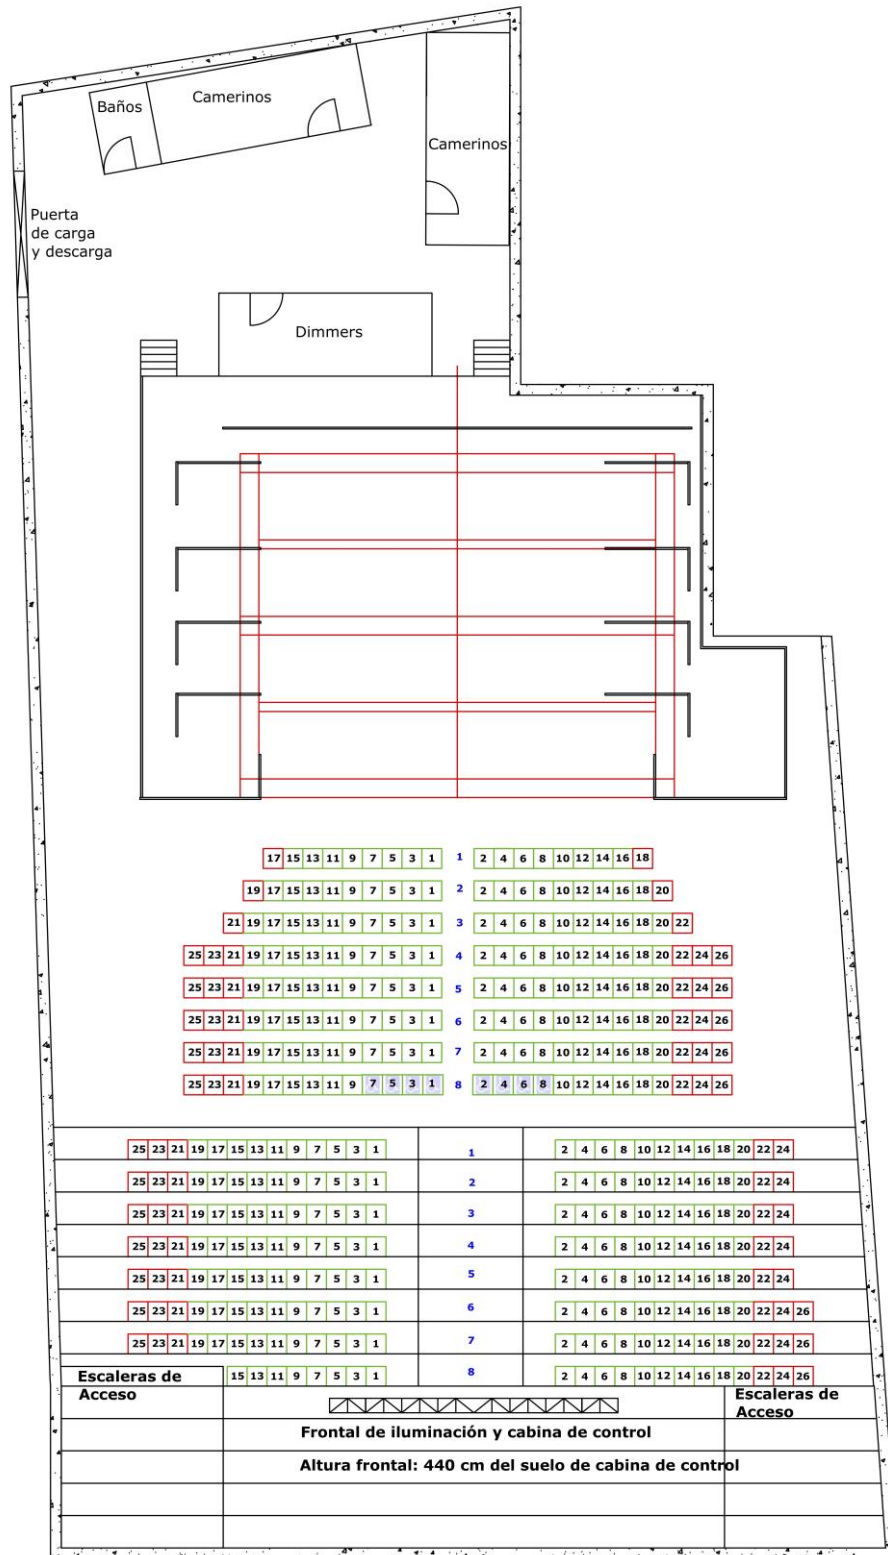 Baños
Camerinos
Camerinos
Puerta
de carga
y descarga
Dimmers
17 15 13 11 9 7 5 3 1 1 2 4 6 8 10 12 14 16 18
19 17 15 13 11 9 7 5 3 1 2 2 4 6 8 10 12 14 16 18 20
21 19 17 15 13 11 9 7 5 3 1 3 2 4 6 8 10 12 14 16 18 20 22
25 23 21 19 17 15 13 11 9 7 5 3 1 4 2 4 6 8 10 12 14 16 18 20 22 24 26
25 23 21 19 17 15 13 11 9 7 5 3 1 5 2 4 6 8 10 12 14 16 18 20 22 24 26
25 23 21 19 17 15 13 11 9 7 5 3 1 6 2 4 6 8 10 12 14 16 18 20 22 24 26
25 23 21 19 17 15 13 11 9 7 5 3 1 7 2 4 6 8 10 12 14 16 18 20 22 24 26
25 23 21 19 17 15 13 11 9 7 5 3 1 8 2 4 6 8 10 12 14 16 18 20 22 24 26
25 23 21 19 17 15 13 11 9 7 5 3 1 1 2 4 6 8 10 12 14 16 18 20 22 24
25 23 21 19 17 15 13 11 9 7 5 3 1 2 2 4 6 8 10 12 14 16 18 20 22 24
25 23 21 19 17 15 13 11 9 7 5 3 1 3 2 4 6 8 10 12 14 16 18 20 22 24
25 23 21 19 17 15 13 11 9 7 5 3 1 4 2 4 6 8 10 12 14 16 18 20 22 24
25 23 21 19 17 15 13 11 9 7 5 3 1 5 2 4 6 8 10 12 14 16 18 20 22 24
25 23 21 19 17 15 13 11 9 7 5 3 1 6 2 4 6 8 10 12 14 16 18 20 22 24 26
25 23 21 19 17 15 13 11 9 7 5 3 1 7 2 4 6 8 10 12 14 16 18 20 22 24 26
15 13 11 9 7 5 3 1 8 2 4 6 8 10 12 14 16 18 20 22 24 26
Escaleras de
Acceso
Escaleras de
Acceso
Frontal de iluminación y cabina de control
Altura frontal: 440 cm del suelo de cabina de control